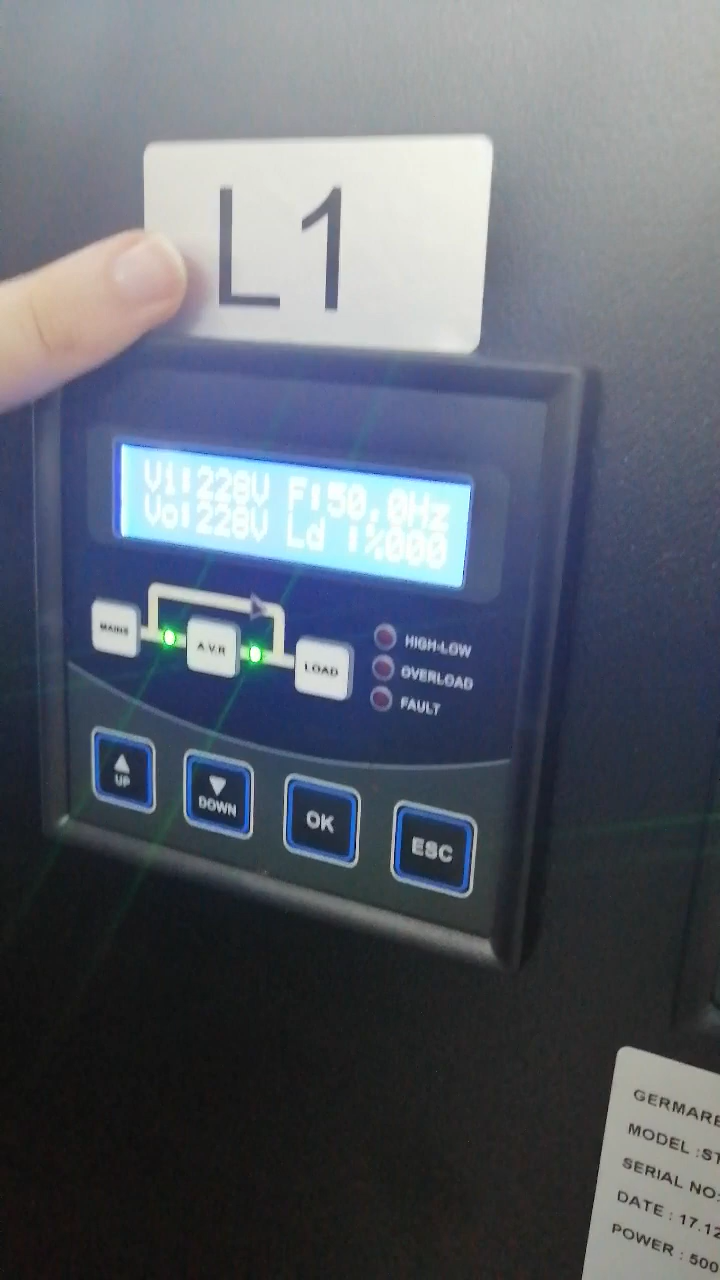 L1
Vi:228V F:50.0Hz
Vo:228V Ld :%000
MAINS
A.V.R
LOAD
HIGH-LOW
OVERLOAD
FAULT
UP
DOWN
OK
ESC
GERMARE
MODEL :ST
SERIAL NO:
DATE : 17.12
POWER : 500